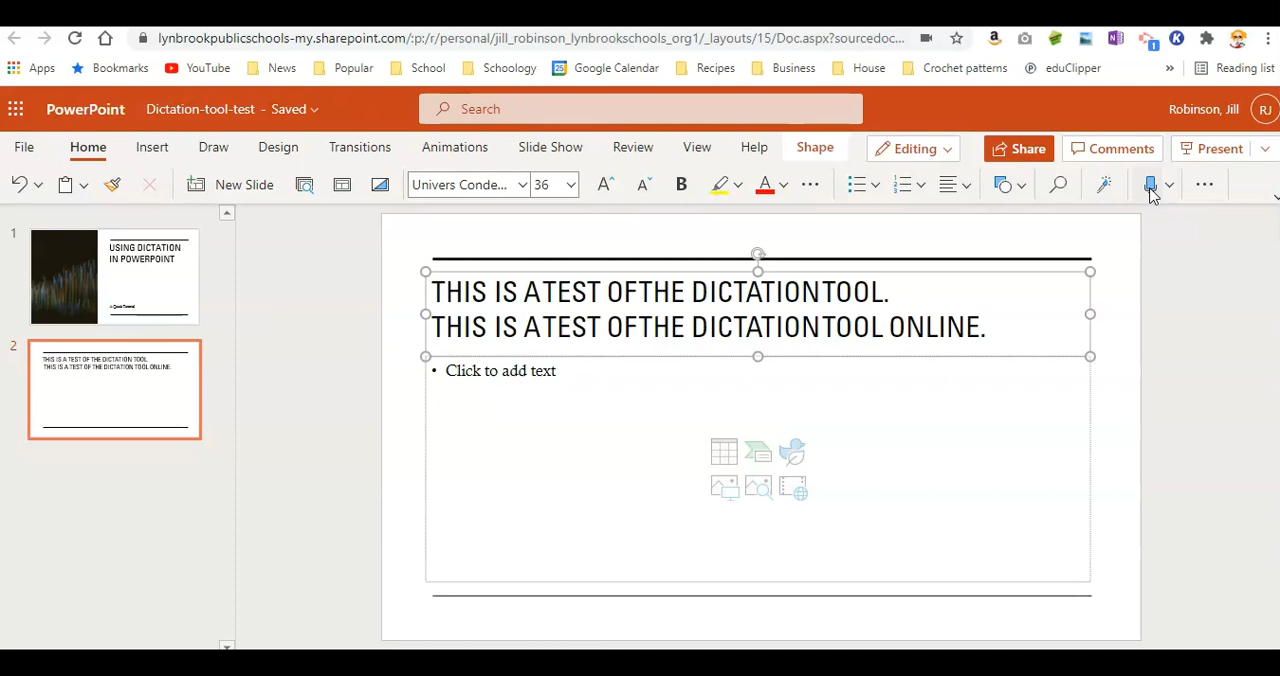 lynbrookpublicschools-my.sharepoint.com/:p:/r/personal/jill_robinson_lynbrookschools_org1/_layouts/15/Doc.aspx?sourcedoc...
Apps Bookmarks YouTube News Popular School Schoology Google Calendar Recipes Business House Crochet patterns eduClipper » Reading list
PowerPoint Dictation-tool-test - Saved Search Robinson, Jill RJ
File Home Insert Draw Design Transitions Animations Slide Show Review View Help Shape Editing Share Comments Present
New Slide Univers Conde... 36 B A
1
USING DICTATION
IN POWERPOINT
A Quick Tutorial
2
THIS IS A TEST OF THE DICTATION TOOL.
THIS IS A TEST OF THE DICTATION TOOL ONLINE.
THIS IS A TEST OF THE DICTATION TOOL.
THIS IS A TEST OF THE DICTATION TOOL ONLINE.
• Click to add text